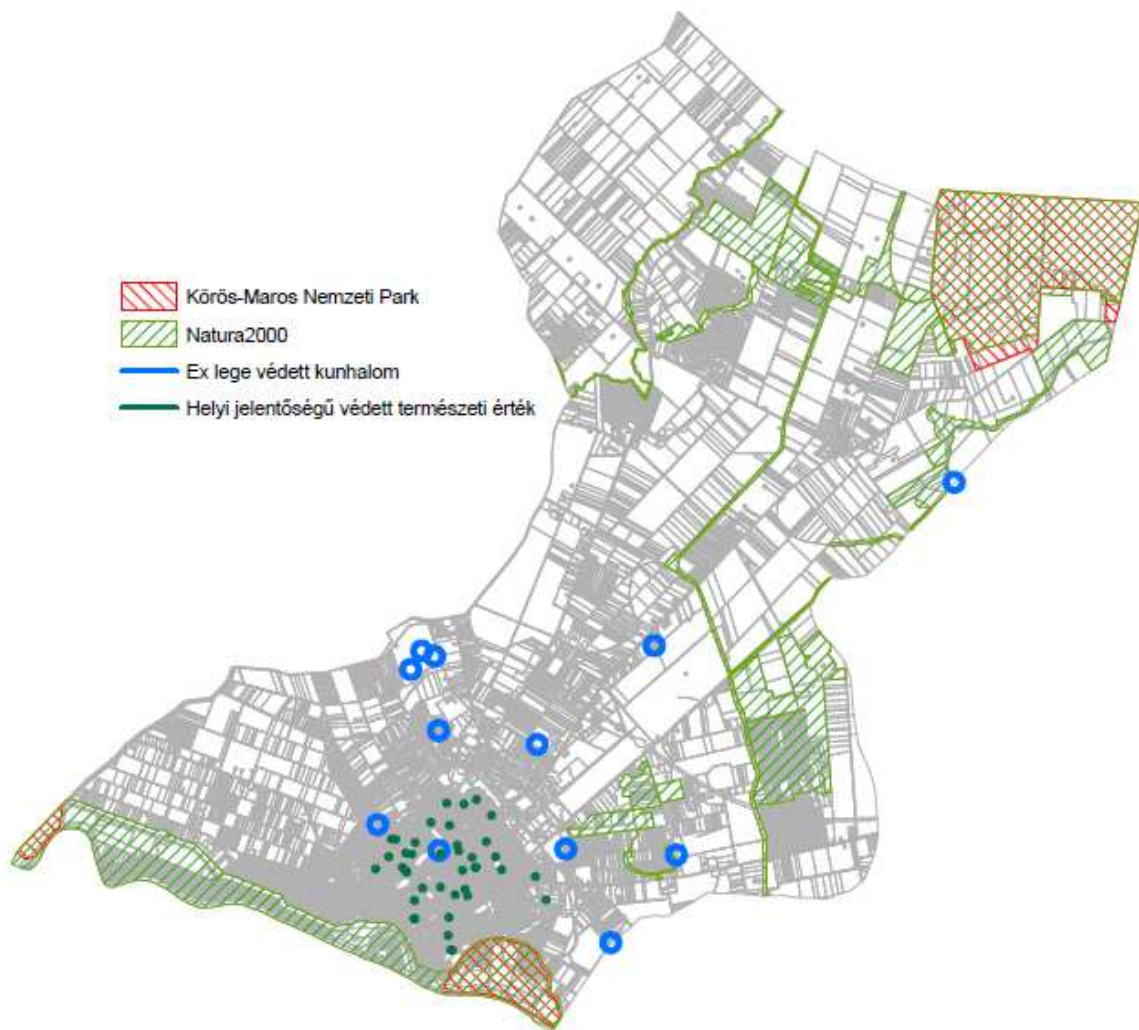 Körös-Maros Nemzeti Park
Natura2000
Ex lege védett kunhalom
Helyi jelentőségű védett természeti érték